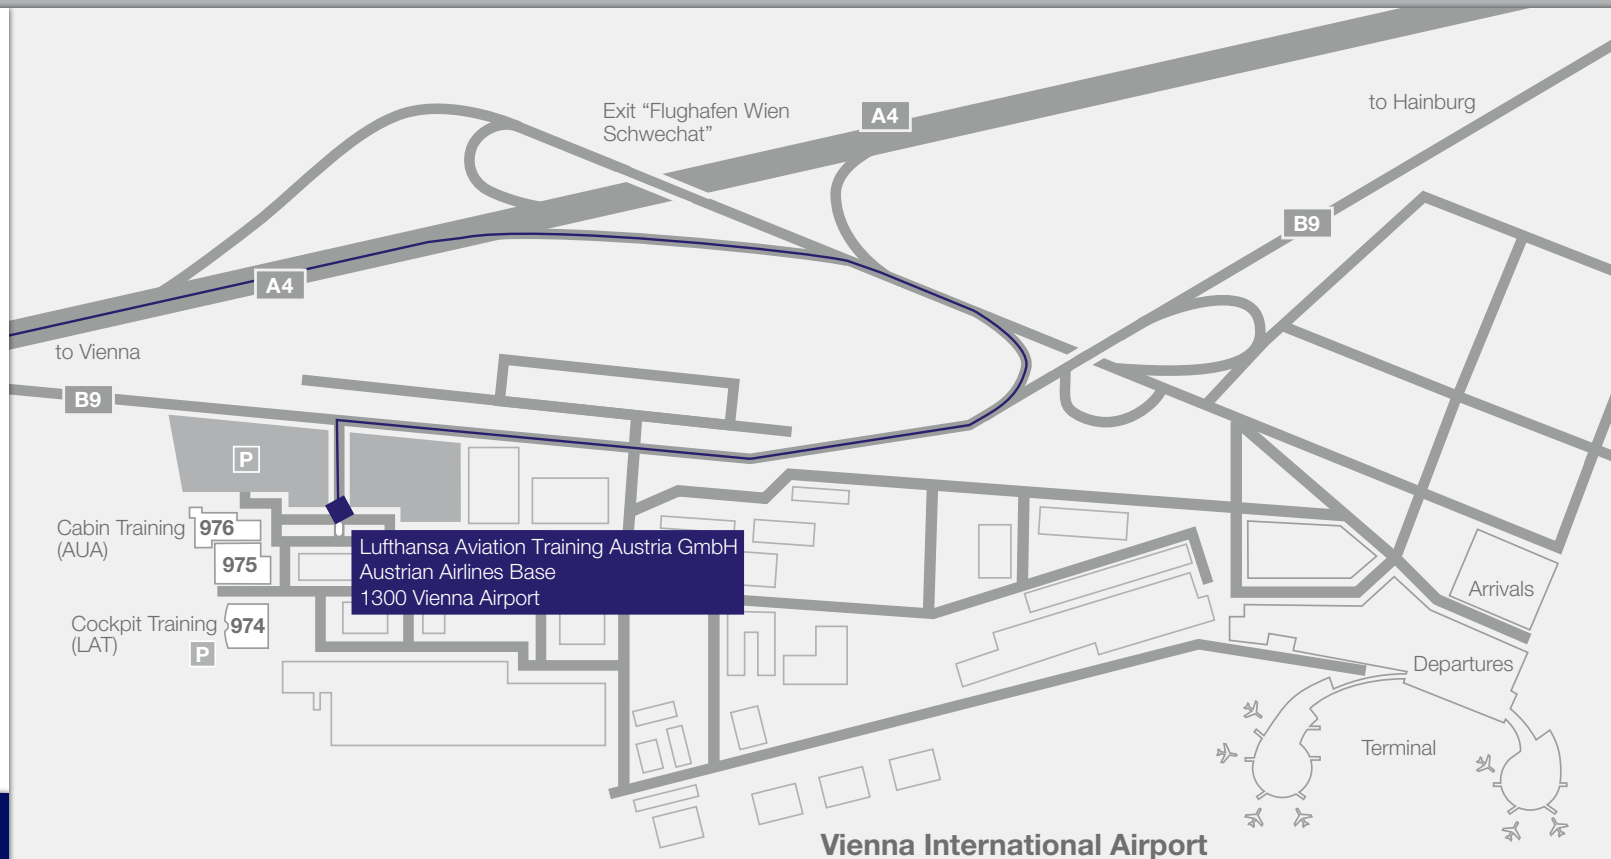 Exit “Flughafen Wien
Schwechat”
A4
to Hainburg
B9
A4
to Vienna
B9
P
Cabin Training
(AUA)
976
975
Lufthansa Aviation Training Austria GmbH
Austrian Airlines Base
1300 Vienna Airport
Cockpit Training
(LAT)
974
P
Arrivals
Departures
Terminal
Vienna International Airport